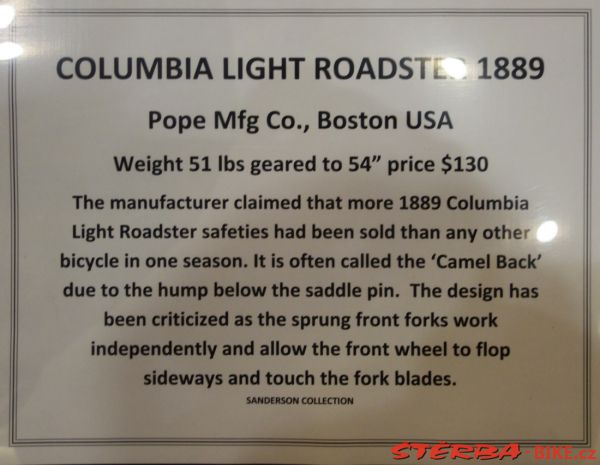 COLUMBIA LIGHT ROADSTER 1889
Pope Mfg Co., Boston USA
Weight 51 lbs geared to 54” price $130
The manufacturer claimed that more 1889 Columbia
Light Roadster safeties had been sold than any other
bicycle in one season. It is often called the ‘Camel Back’
due to the hump below the saddle pin. The design has
been criticized as the sprung front forks work
independently and allow the front wheel to flop
sideways and touch the fork blades.
SANDERSON COLLECTION
ŠTĚRBA-BIKE.cz